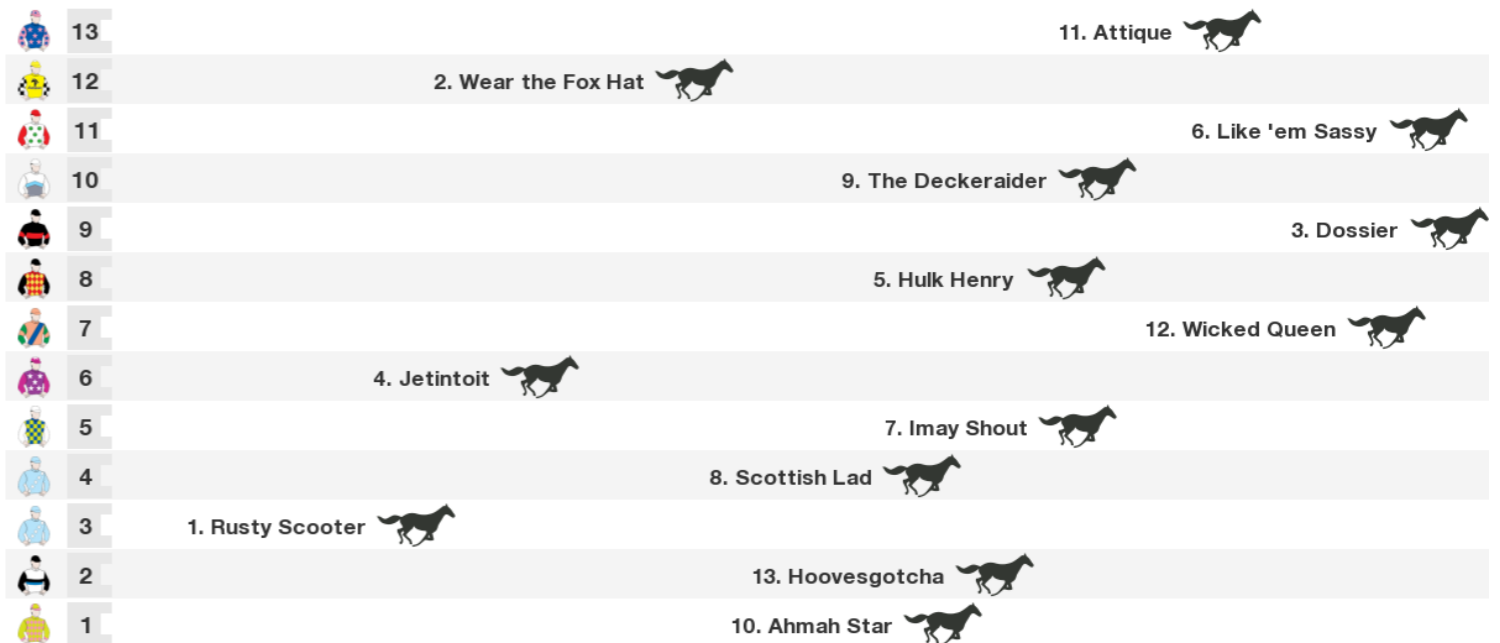 13 11. Attique
12 2. Wear the Fox Hat
11 6. Like 'em Sassy
10 9. The Deckeraider
9 3. Dossier
8 5. Hulk Henry
7 12. Wicked Queen
6 4. Jetintoit
5 7. Imay Shout
4 8. Scottish Lad
3 1. Rusty Scooter
2 13. Hoovesgotcha
1 10. Ahmah Star